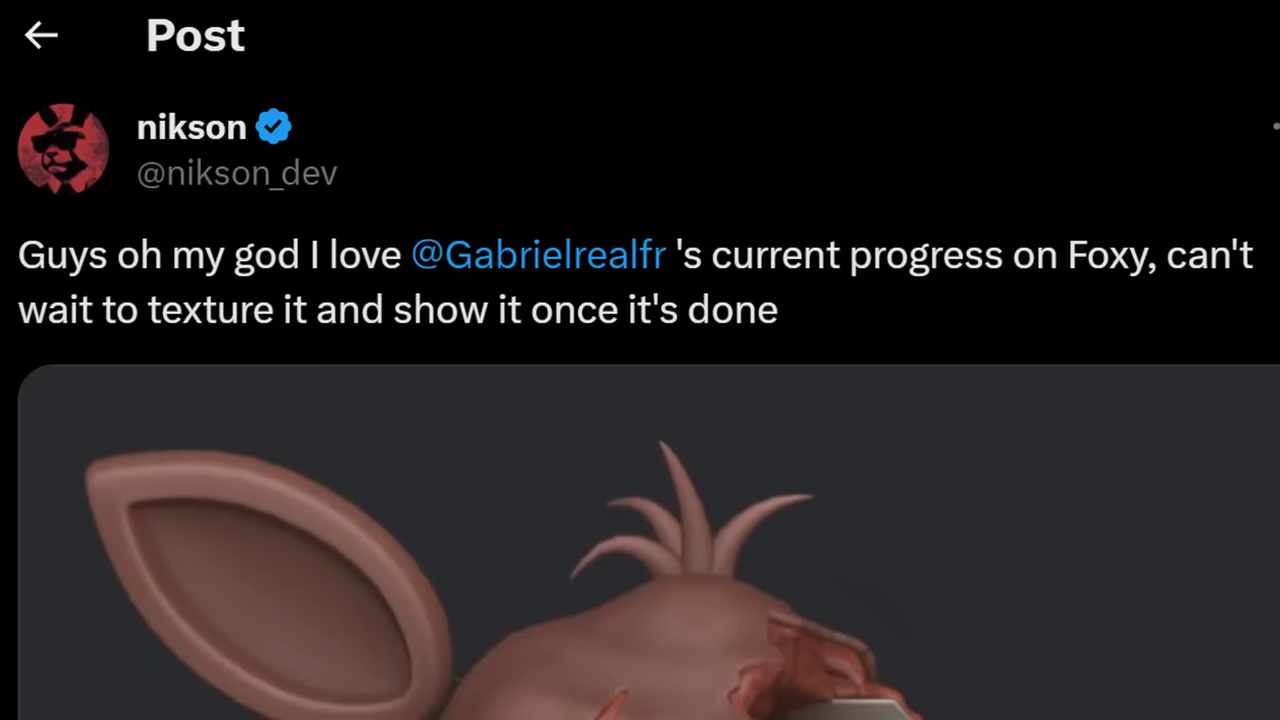 Post
nikson
@nikson_dev
Guys oh my god I love @Gabrielrealfr 's current progress on Foxy, can't
wait to texture it and show it once it's done